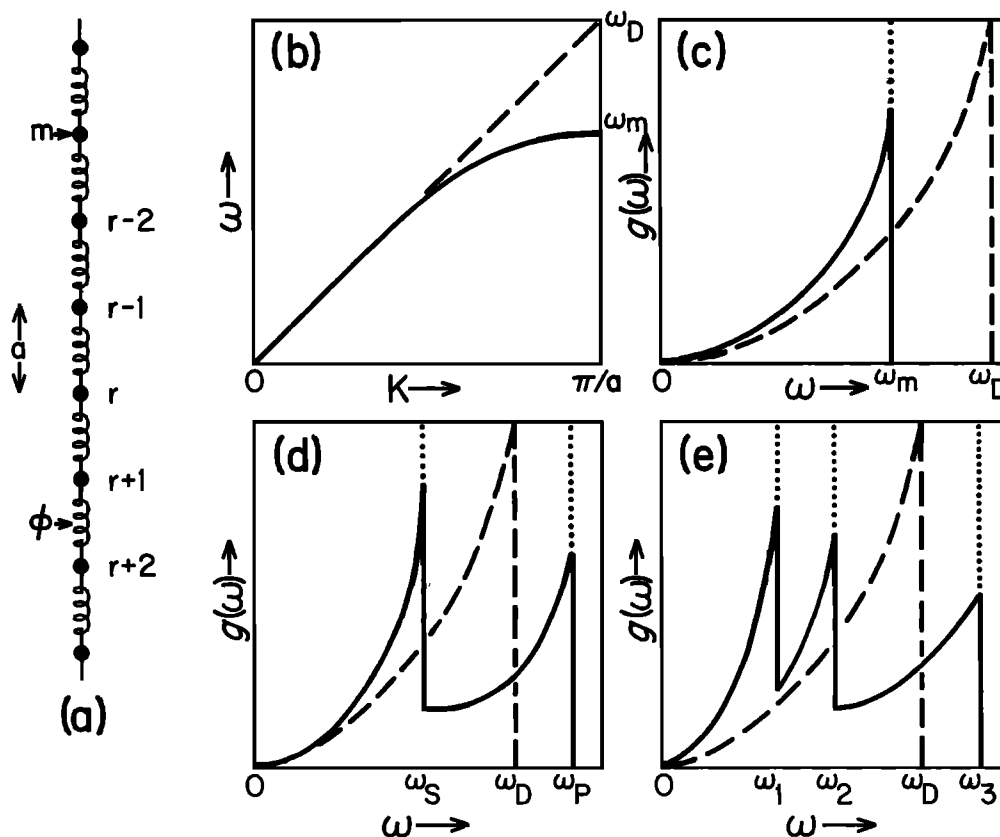 (a)
m
r-2
r-1
a
r
r+1
ϕ
r+2
(b)
ω
ω_D
ω_m
0
K
π/a
(c)
g(ω)
0
ω
ω_m
ω_D
(d)
g(ω)
0
ω_S
ω_D
ω_P
ω
(e)
g(ω)
0
ω_1
ω_2
ω_D
ω_3
ω